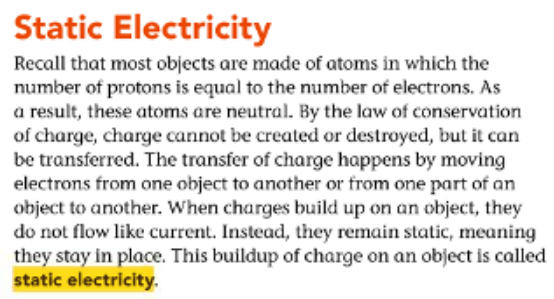 Static Electricity
Recall that most objects are made of atoms in which the
number of protons is equal to the number of electrons. As
a result, these atoms are neutral. By the law of conservation
of charge, charge cannot be created or destroyed, but it can
be transferred. The transfer of charge happens by moving
electrons from one object to another or from one part of an
object to another. When charges build up on an object, they
do not flow like current. Instead, they remain static, meaning
they stay in place. This buildup of charge on an object is called
static electricity.